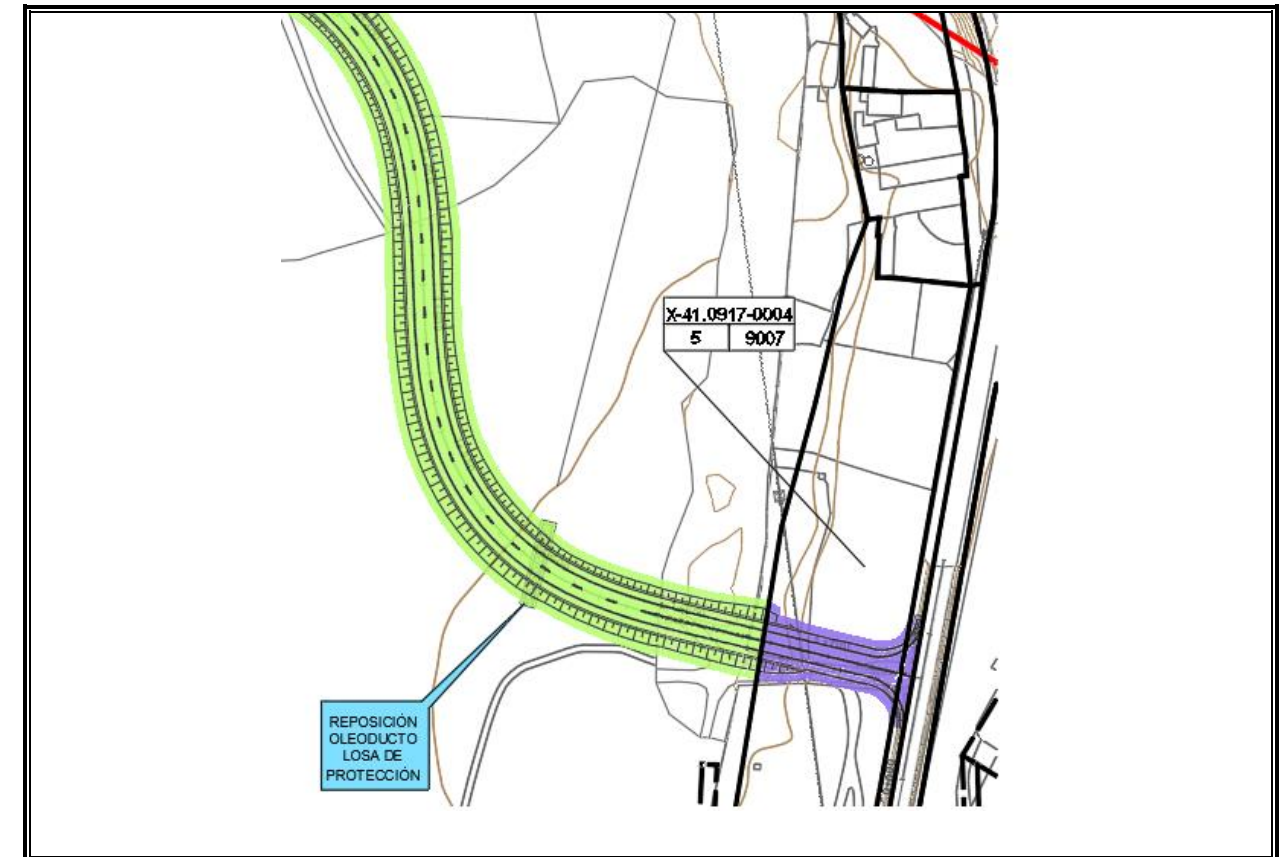 X-41.0917-0004
5 9007
REPOSICIÓN
OLEODUCTO
LOSA DE
PROTECCIÓN